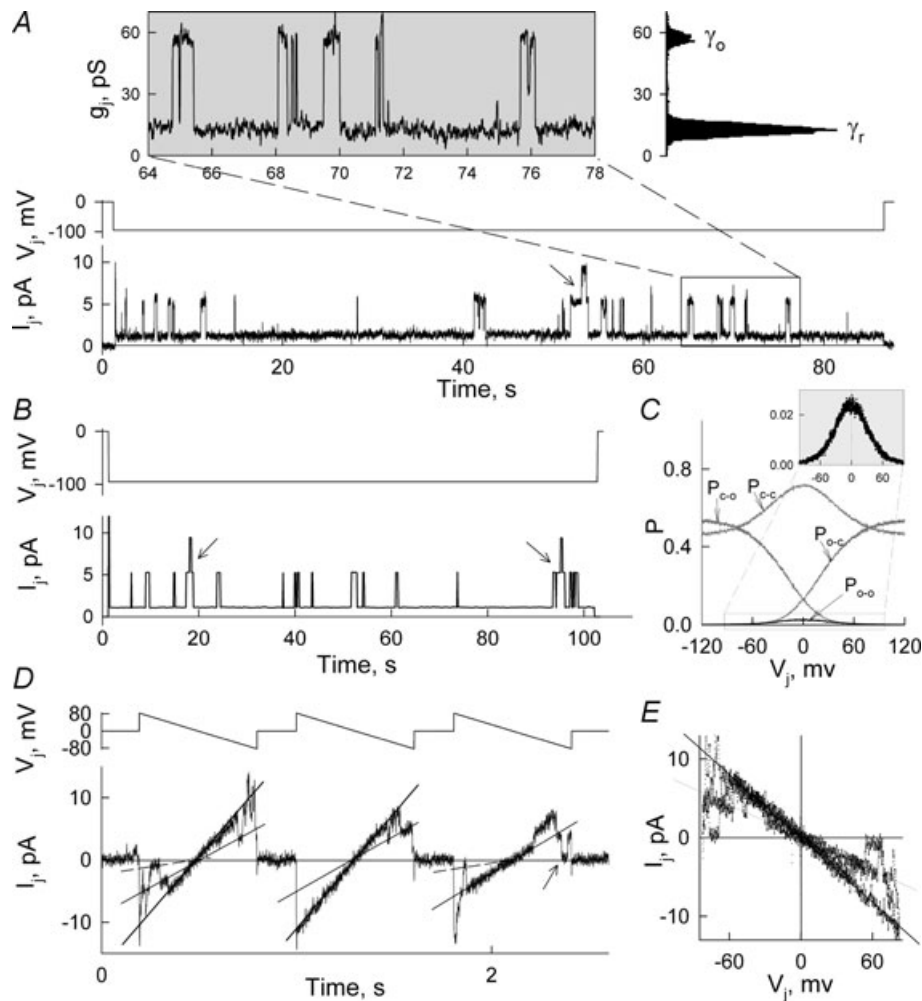 A
60
30
0
g_j, pS
64 66 68 70 72 74 76 78
60
30
0
γ_o
γ_r
0
-100
V_j, mV
10
5
0
I_j, pA
0 20 40 60 80
Time, s
B
0
-100
V_j, mV
10
5
0
I_j, pA
0 20 40 60 80 100
Time, s
C
0.02
0.00
-60 0 60
0.8
0.4
0.0
P
P_c-o
P_c-c
P_o-c
P_o-o
-120 -60 0 60 120
V_j, mv
D
80
0
-80
V_j, mV
10
0
-10
I_j, pA
0 2
Time, s
E
10
0
-10
I_j, pA
-60 0 60
V_j, mv